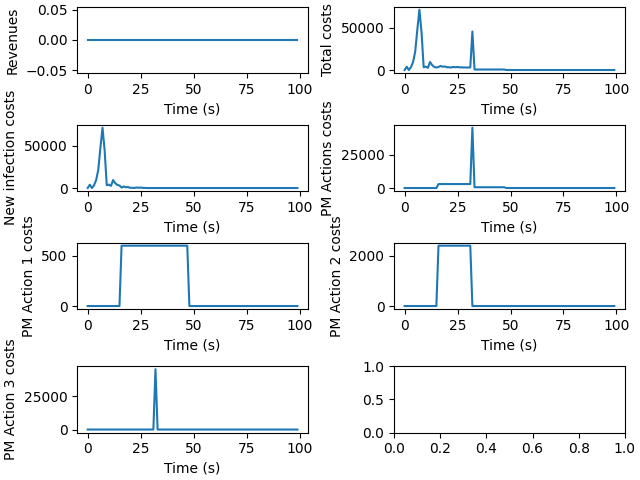 Revenues
0.05
0.00
−0.05
0 25 50 75 100
Time (s)
Total costs
50000
0
0 25 50 75 100
Time (s)
New infection costs
50000
0
0 25 50 75 100
Time (s)
PM Actions costs
25000
0
0 25 50 75 100
Time (s)
PM Action 1 costs
500
0
0 25 50 75 100
Time (s)
PM Action 2 costs
2000
0
0 25 50 75 100
Time (s)
PM Action 3 costs
25000
0
0 25 50 75 100
Time (s)
1.0
0.5
0.0
0.0 0.2 0.4 0.6 0.8 1.0